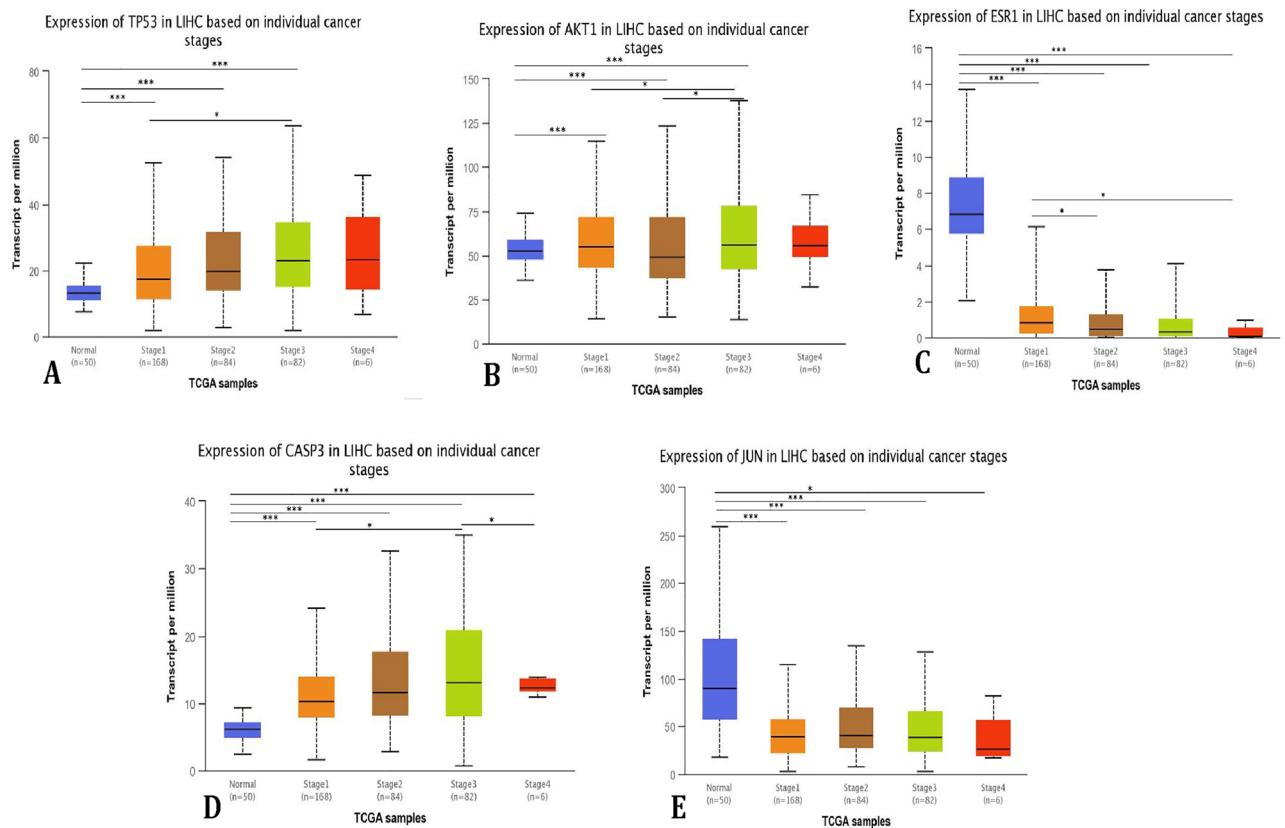 Expression of TP53 in LIHC based on individual cancer
stages
***
***
***
*
Transcript per million
80
60
40
20
0
Normal
(n=50)
Stage1
(n=168)
Stage2
(n=84)
Stage3
(n=82)
Stage4
(n=6)
A
TCGA samples
Expression of AKT1 in LIHC based on individual cancer
stages
***
***
*
*
***
Transcript per million
150
125
100
75
50
25
0
Normal
(n=50)
Stage1
(n=168)
Stage2
(n=84)
Stage3
(n=82)
Stage4
(n=6)
B
TCGA samples
Expression of ESR1 in LIHC based on individual cancer stages
***
***
***
***
*
*
Transcript per million
16
14
12
10
8
6
4
2
0
Normal
(n=50)
Stage1
(n=168)
Stage2
(n=84)
Stage3
(n=82)
Stage4
(n=6)
C
TCGA samples
Expression of CASP3 in LIHC based on individual cancer
stages
***
***
***
***
*
*
Transcript per million
40
30
20
10
0
Normal
(n=50)
Stage1
(n=168)
Stage2
(n=84)
Stage3
(n=82)
Stage4
(n=6)
D
TCGA samples
Expression of JUN in LIHC based on individual cancer stages
*
***
***
***
Transcript per million
300
250
200
150
100
50
0
Normal
(n=50)
Stage1
(n=168)
Stage2
(n=84)
Stage3
(n=82)
Stage4
(n=6)
E
TCGA samples